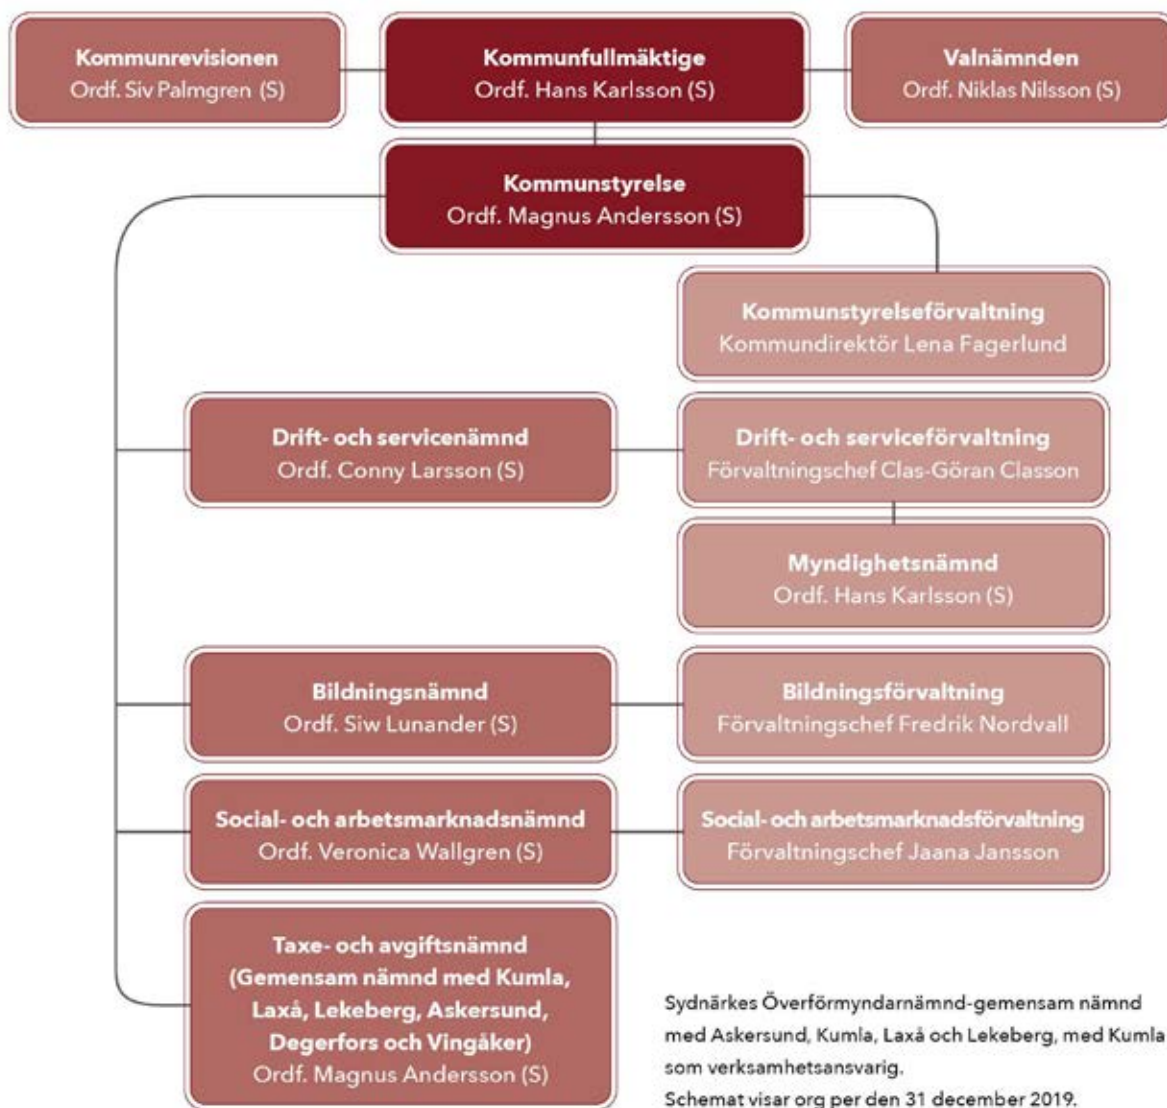 Kommunrevisionen
Ordf. Siv Palmgren (S)
Kommunfullmäktige
Ordf. Hans Karlsson (S)
Valnämnden
Ordf. Niklas Nilsson (S)
Kommunstyrelse
Ordf. Magnus Andersson (S)
Kommunstyrelseförvaltning
Kommundirektör Lena Fagerlund
Drift- och servicenämnd
Ordf. Conny Larsson (S)
Drift- och serviceförvaltning
Förvaltningschef Clas-Göran Classon
Myndighetsnämnd
Ordf. Hans Karlsson (S)
Bildningsnämnd
Ordf. Siw Lunander (S)
Bildningsförvaltning
Förvaltningschef Fredrik Nordvall
Social- och arbetsmarknadsnämnd
Ordf. Veronica Wallgren (S)
Social- och arbetsmarknadsförvaltning
Förvaltningschef Jaana Jansson
Taxe- och avgiftsnämnd
(Gemensam nämnd med Kumla,
Laxå, Lekeberg, Askersund,
Degerfors och Vingåker)
Ordf. Magnus Andersson (S)
Sydnärkes Överförmyndarnämnd-gemensam nämnd
med Askersund, Kumla, Laxå och Lekeberg, med Kumla
som verksamhetsansvarig.
Schemat visar org per den 31 december 2019.